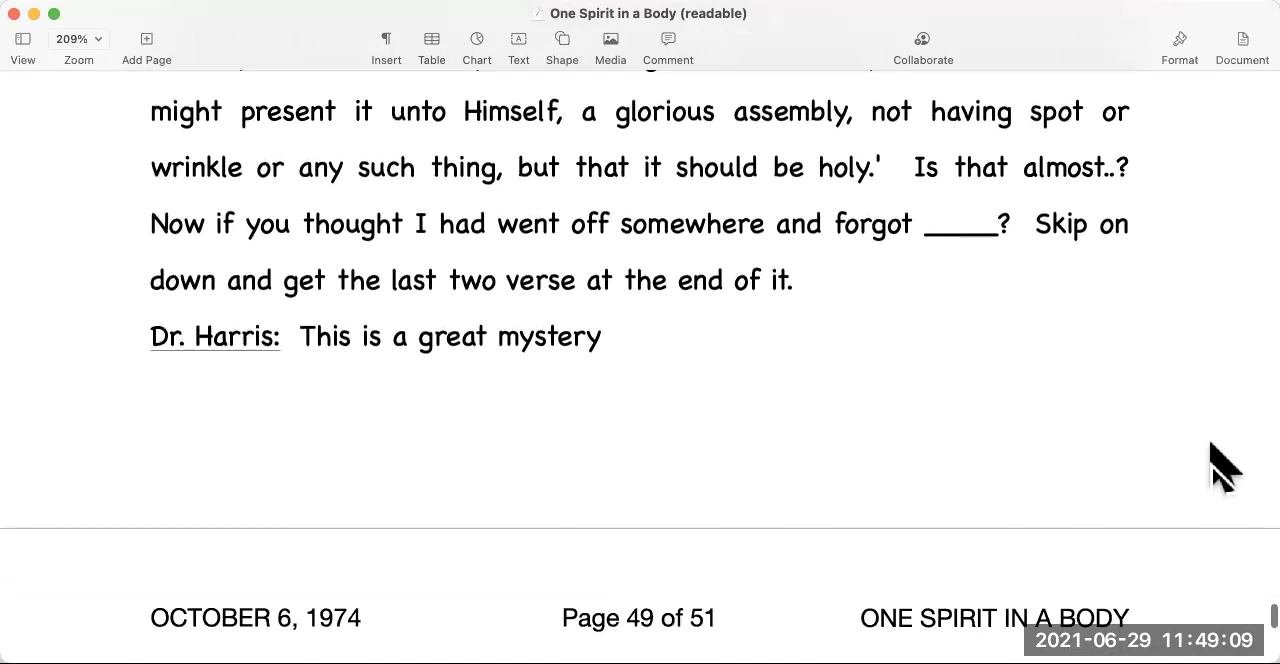 One Spirit in a Body (readable)
209%
View Zoom Add Page Insert Table Chart Text Shape Media Comment Collaborate Format Document
might present it unto Himself, a glorious assembly, not having spot or
wrinkle or any such thing, but that it should be holy.' Is that almost..?
Now if you thought I had went off somewhere and forgot _____? Skip on
down and get the last two verse at the end of it.
Dr. Harris: This is a great mystery
OCTOBER 6, 1974 Page 49 of 51 ONE SPIRIT IN A BODY
2021-06-29 11:49:09